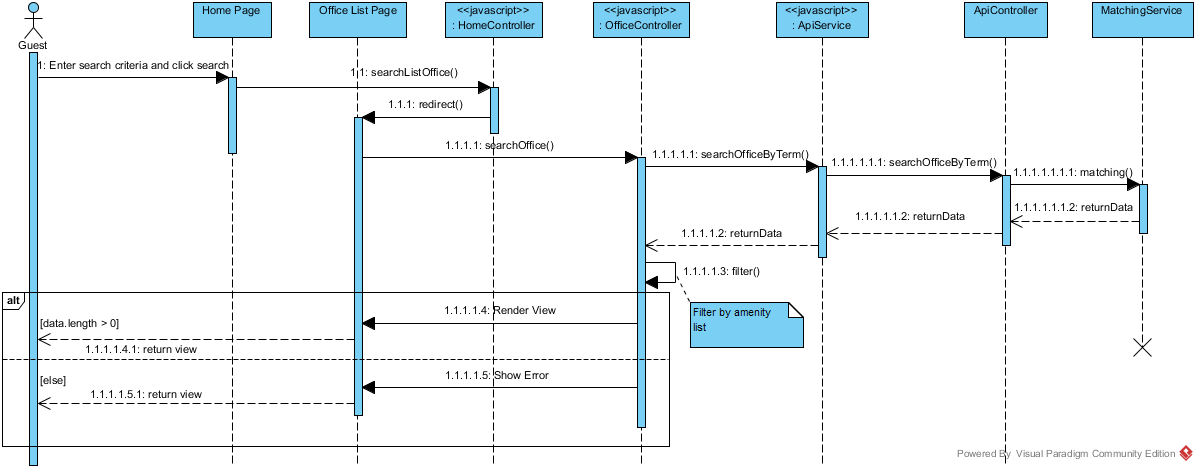 Home Page
Office List Page
<<javascript>>
: HomeController
<<javascript>>
: OfficeController
<<javascript>>
: ApiService
ApiController
MatchingService
Guest
1: Enter search criteria and click search
1.1: searchListOffice()
1.1.1: redirect()
1.1.1.1: searchOffice()
1.1.1.1.1: searchOfficeByTerm()
1.1.1.1.1.1: searchOfficeByTerm()
1.1.1.1.1.1.1: matching()
1.1.1.1.1.1.2: returnData
1.1.1.1.1.2: returnData
1.1.1.1.2: returnData
1.1.1.1.3: filter()
Filter by amenity
list
alt
1.1.1.1.4: Render View
[data.length > 0]
1.1.1.1.4.1: return view
1.1.1.1.5: Show Error
[else]
1.1.1.1.5.1: return view
Powered By Visual Paradigm Community Edition